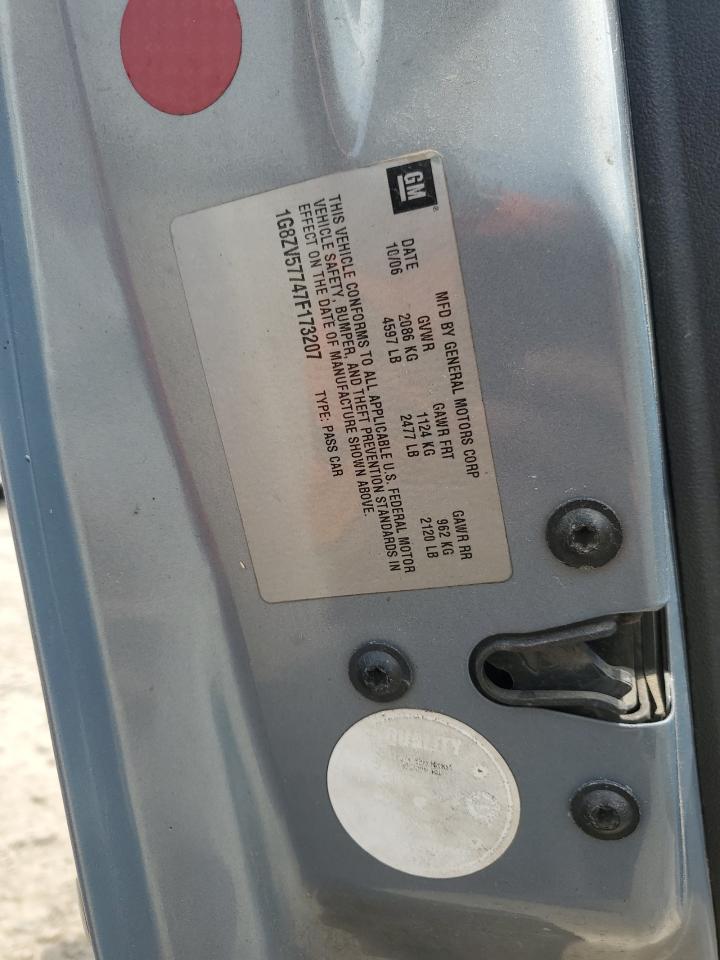 GM
MFD BY GENERAL MOTORS CORP
DATE GVWR GAWR FRT GAWR RR
10/06 2086 KG 1124 KG 962 KG
4597 LB 2477 LB 2120 LB
THIS VEHICLE CONFORMS TO ALL APPLICABLE U.S. FEDERAL MOTOR
VEHICLE SAFETY, BUMPER, AND THEFT PREVENTION STANDARDS IN
EFFECT ON THE DATE OF MANUFACTURE SHOWN ABOVE.
1G8ZV57747F173207 TYPE: PASS CAR
QUALITY